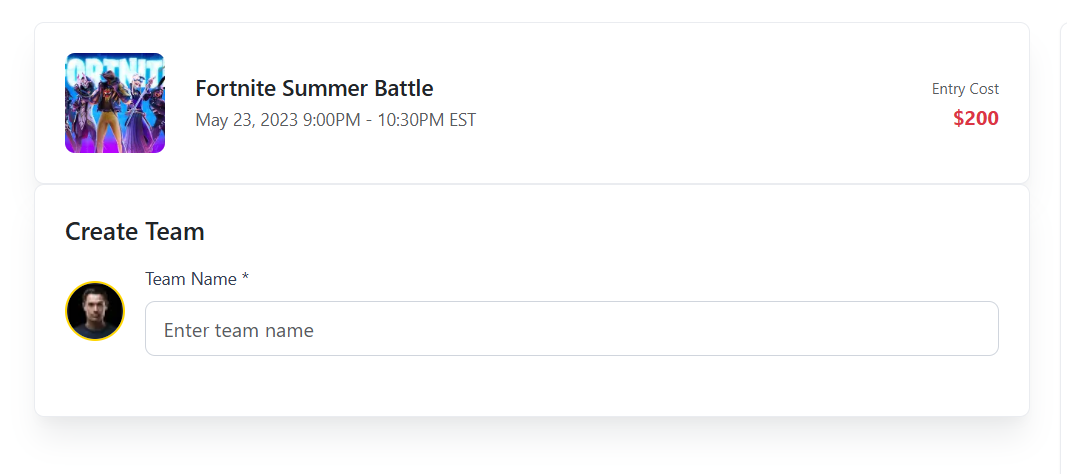 ORTNIT
Fortnite Summer Battle
May 23, 2023 9:00PM - 10:30PM EST
Entry Cost
$200
Create Team
Team Name *
Enter team name